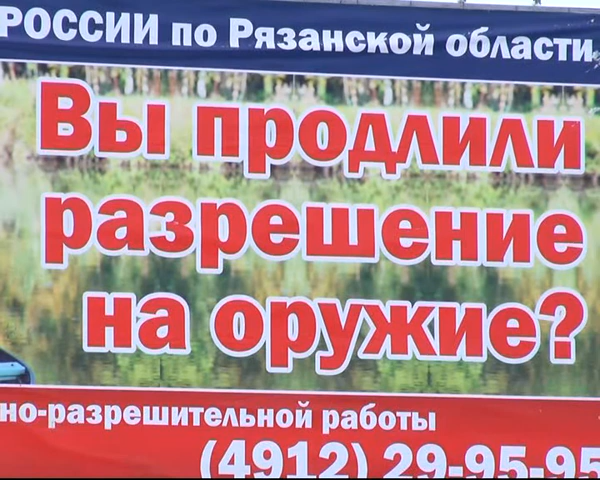 РОССИИ по Рязанской области
Вы продлили
разрешение
на оружие?
но-разрешительной работы
(4912) 29-95-95